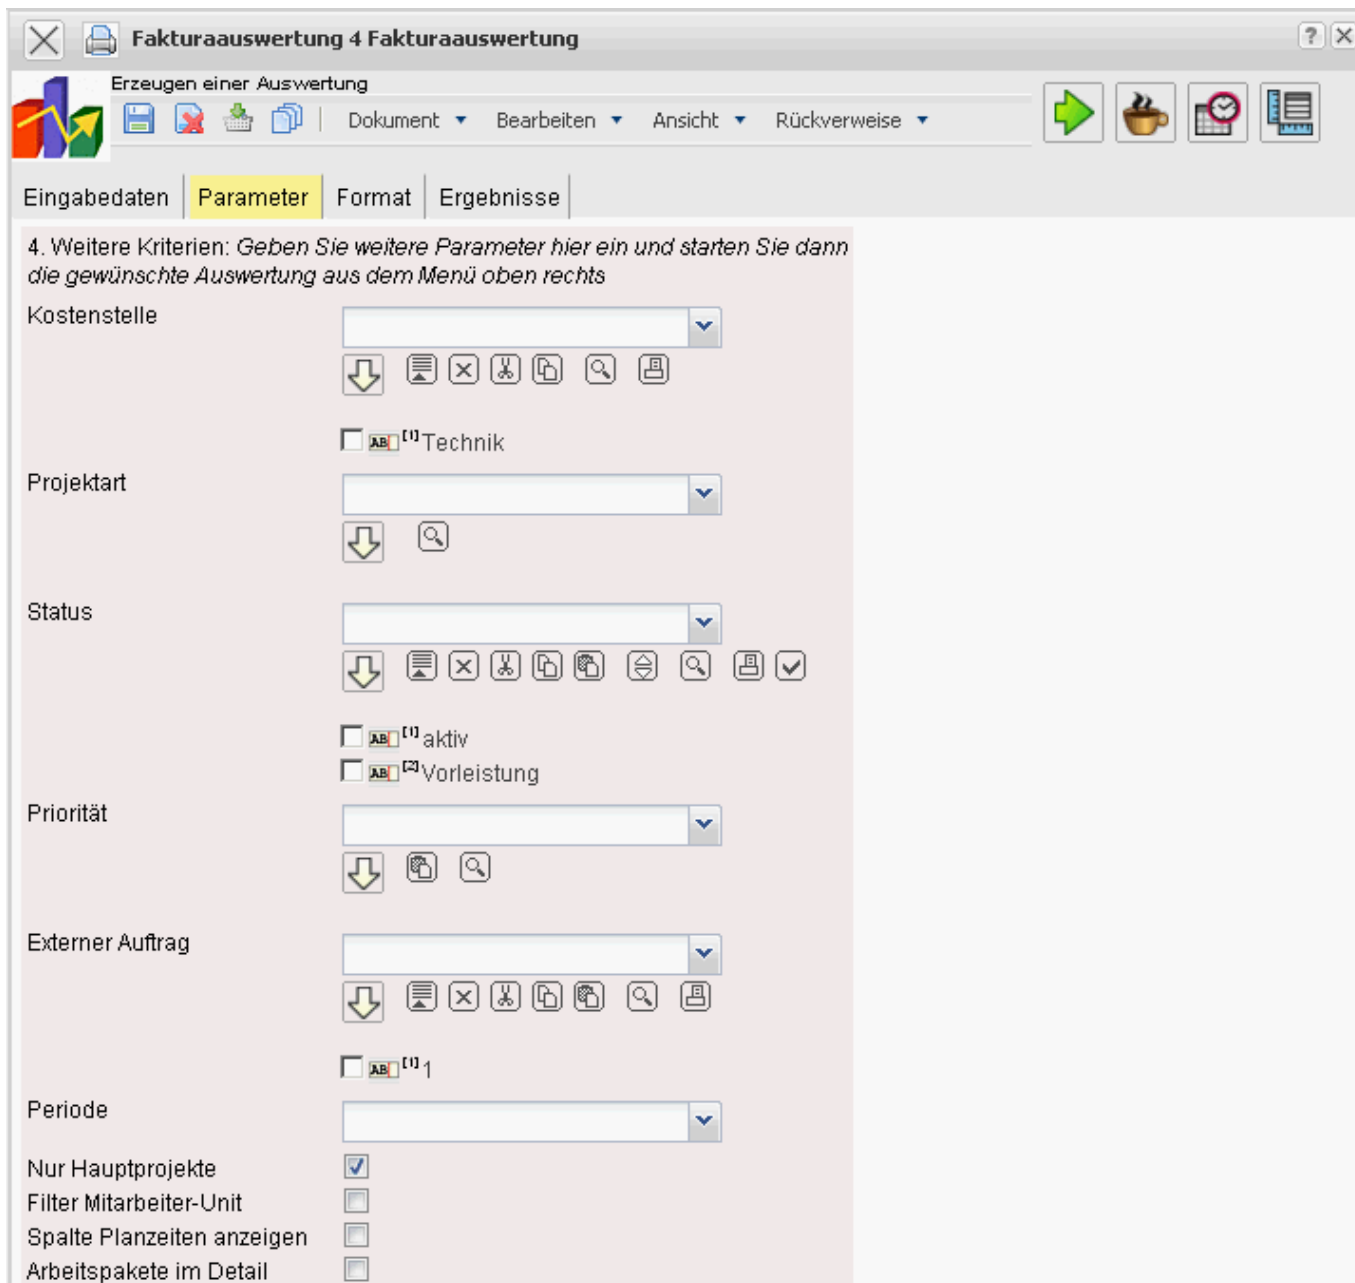 Fakturaauswertung 4 Fakturaauswertung
Erzeugen einer Auswertung
Dokument Bearbeiten Ansicht Rückverweise
Eingabedaten Parameter Format Ergebnisse
4. Weitere Kriterien: Geben Sie weitere Parameter hier ein und starten Sie dann
die gewünschte Auswertung aus dem Menü oben rechts
Kostenstelle
AB [1] Technik
Projektart
Status
AB [1] aktiv
AB [2] Vorleistung
Priorität
Externer Auftrag
AB [1] 1
Periode
Nur Hauptprojekte
Filter Mitarbeiter-Unit
Spalte Planzeiten anzeigen
Arbeitspakete im Detail